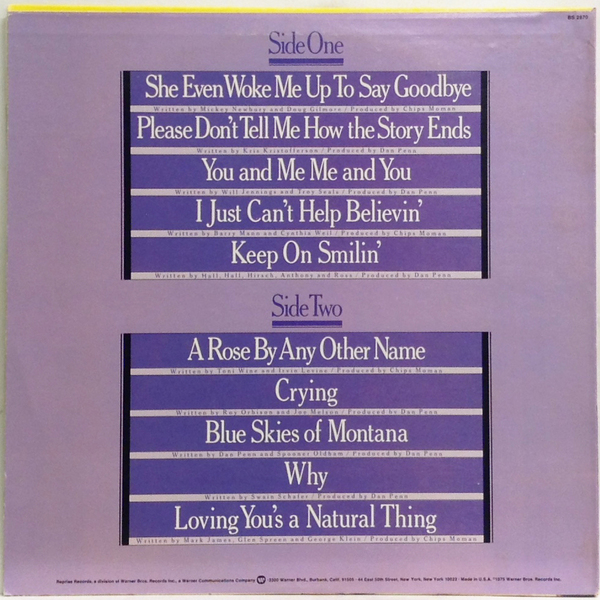 BS 2879
Side One
She Even Woke Me Up To Say Goodbye
Written by Mickey Newbury and Doug Gilmore / Produced by Chips Moman
Please Don't Tell Me How the Story Ends
Written by Kris Kristofferson / Produced by Dan Penn
You and Me Me and You
Written by Will Jennings and Troy Seals / Produced by Dan Penn
I Just Can't Help Believin'
Written by Barry Mann and Cynthia Weil / Produced by Chips Moman
Keep On Smilin'
Written by Hall, Hall, Hirsch, Anthony and Ross / Produced by Dan Penn
Side Two
A Rose By Any Other Name
Written by Toni Wine and Irwin Levine / Produced by Chips Moman
Crying
Written by Roy Orbison and Joe Melson / Produced by Dan Penn
Blue Skies of Montana
Written by Dan Penn and Spooner Oldham / Produced by Dan Penn
Why
Written by Swain Schafer / Produced by Dan Penn
Loving You's a Natural Thing
Written by Mark James, Glen Spreen and George Klein / Produced by Chips Moman
Reprise Records, a division of Warner Bros. Records Inc., a Warner Communications Company 3300 Warner Blvd., Burbank, Calif. 91505 · 44 East 50th Street, New York, New York 10022 · Made in U.S.A. ©1975 Warner Bros. Records Inc.